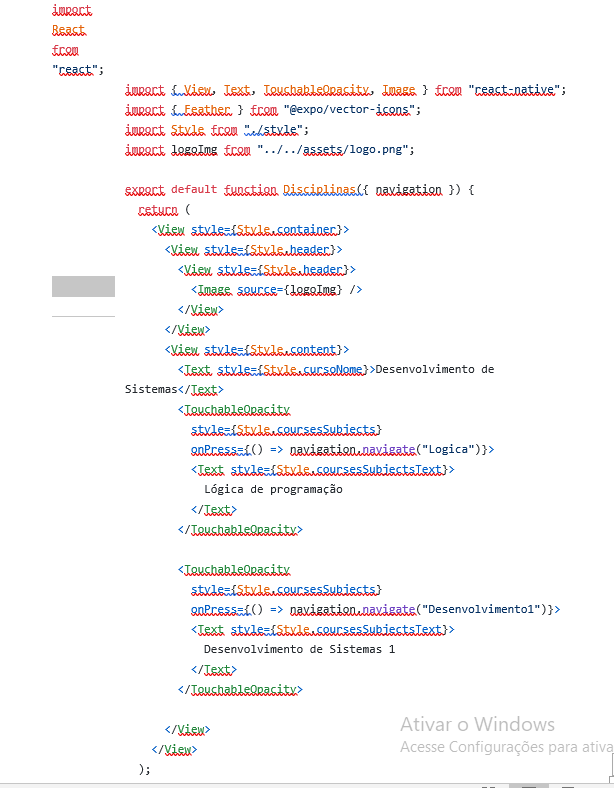 import
React
from
"react";
import { View, Text, TouchableOpacity, Image } from "react-native";
import { Feather } from "@expo/vector-icons";
import Style from "./style";
import logoImg from "../../assets/logo.png";
export default function Disciplinas({ navigation }) {
return (
<View style={Style.container}>
<View style={Style.header}>
<View style={Style.header}>
<Image source={logoImg} />
</View>
</View>
<View style={Style.content}>
<Text style={Style.cursoNome}>Desenvolvimento de
Sistemas</Text>
<TouchableOpacity
style={Style.coursesSubjects}
onPress={() => navigation.navigate("Logica")}>
<Text style={Style.coursesSubjectsText}>
Lógica de programação
</Text>
</TouchableOpacity>
<TouchableOpacity
style={Style.coursesSubjects}
onPress={() => navigation.navigate("Desenvolvimento1")}>
<Text style={Style.coursesSubjectsText}>
Desenvolvimento de Sistemas 1
</Text>
</TouchableOpacity>
</View>
</View>
);
Ativar o Windows
Acesse Configurações para ativa